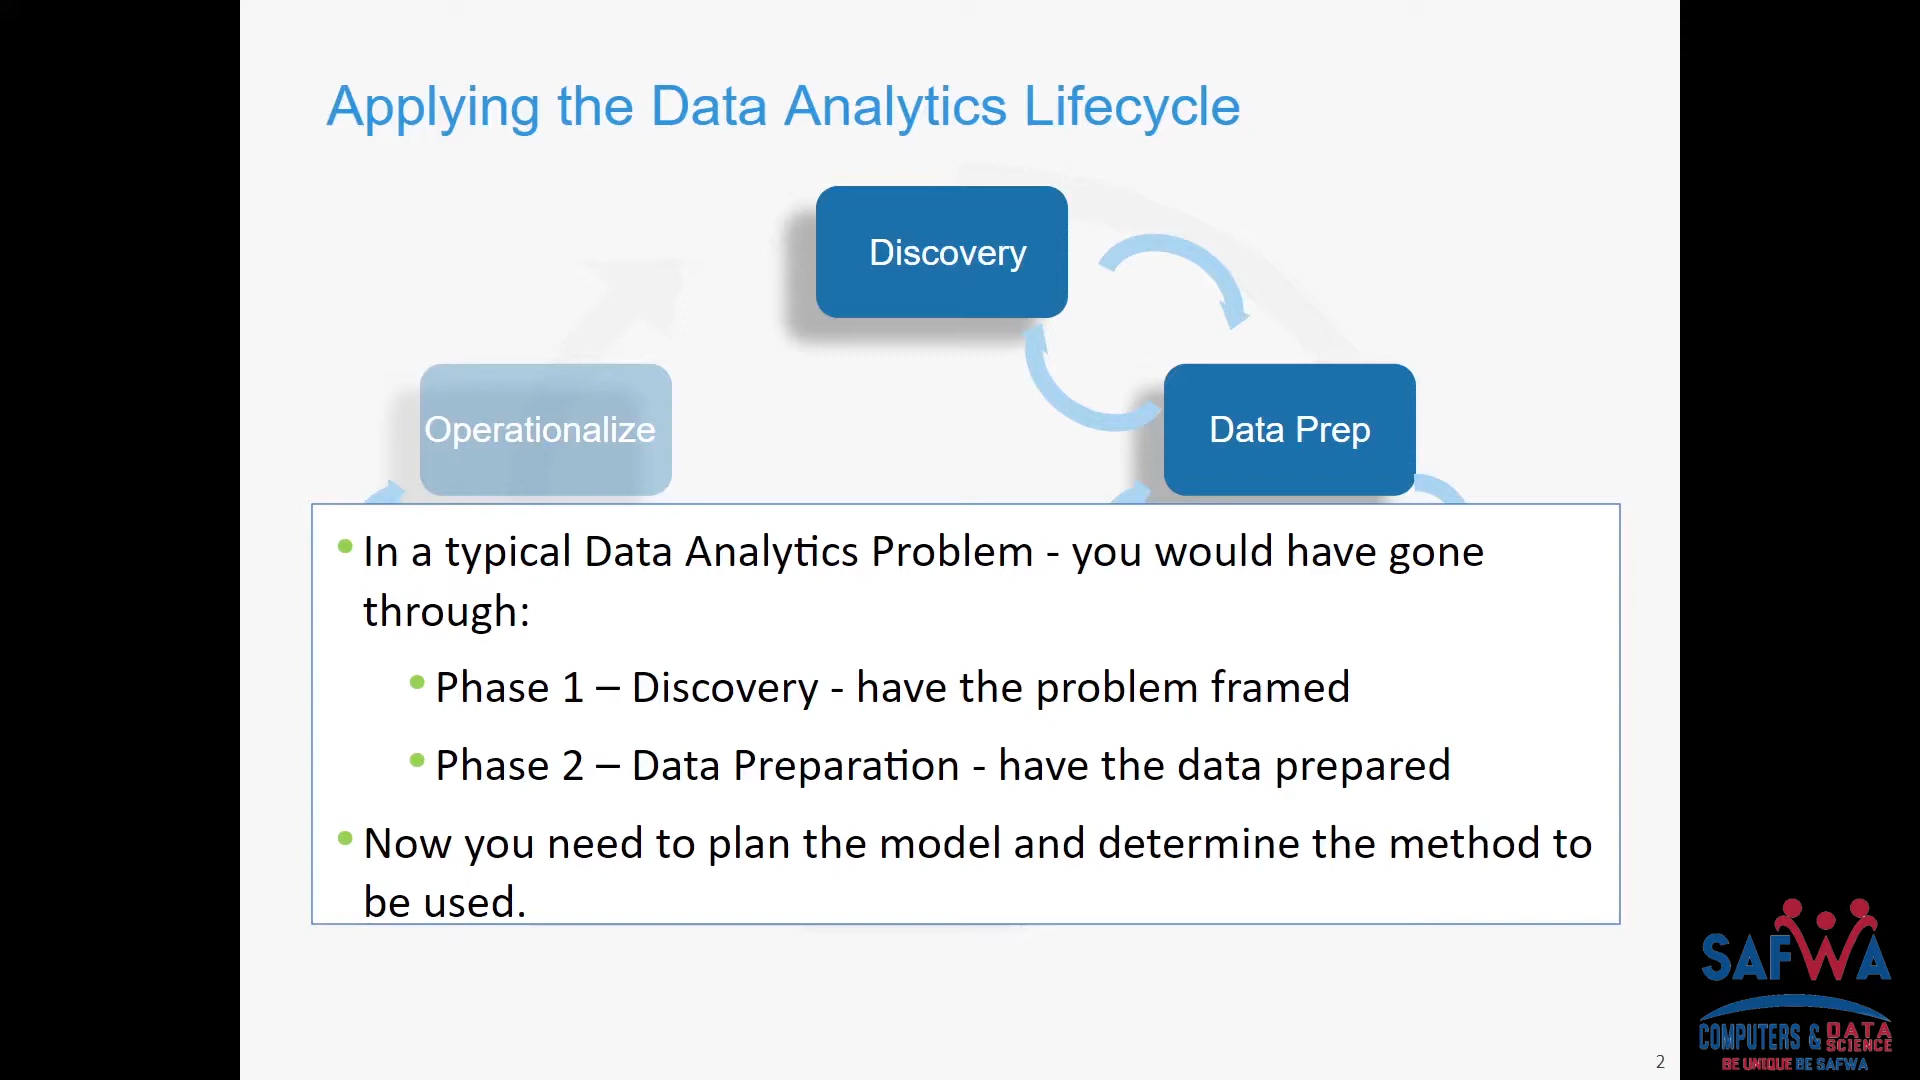 Applying the Data Analytics Lifecycle
Discovery
Operationalize
Data Prep
• In a typical Data Analytics Problem - you would have gone
through:
• Phase 1 – Discovery - have the problem framed
• Phase 2 – Data Preparation - have the data prepared
• Now you need to plan the model and determine the method to
be used.
2
SAFWA
COMPUTERS & DATA SCIENCE
BE UNIQUE BE SAFWA